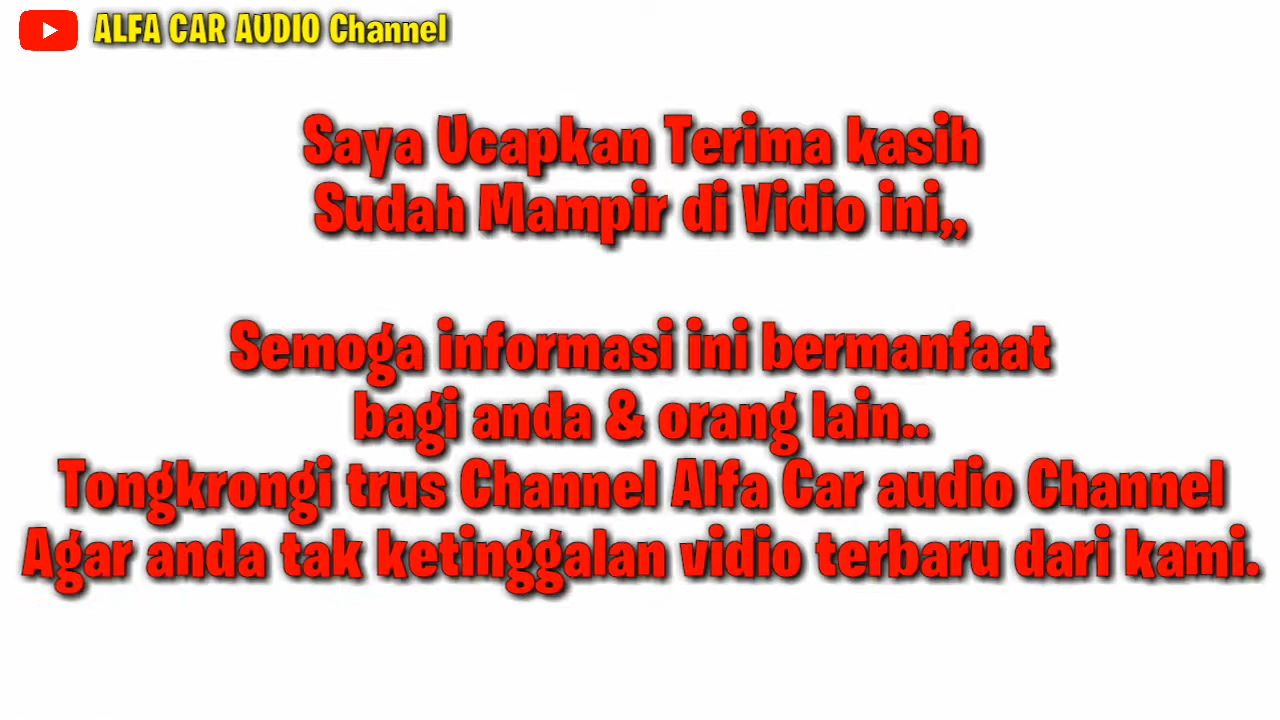 ALFA CAR AUDIO Channel
Saya Ucapkan Terima kasih
Sudah Mampir di Vidio ini,,
Semoga informasi ini bermanfaat
bagi anda & orang lain..
Tongkrongi trus Channel Alfa Car audio Channel
Agar anda tak ketinggalan vidio terbaru dari kami.